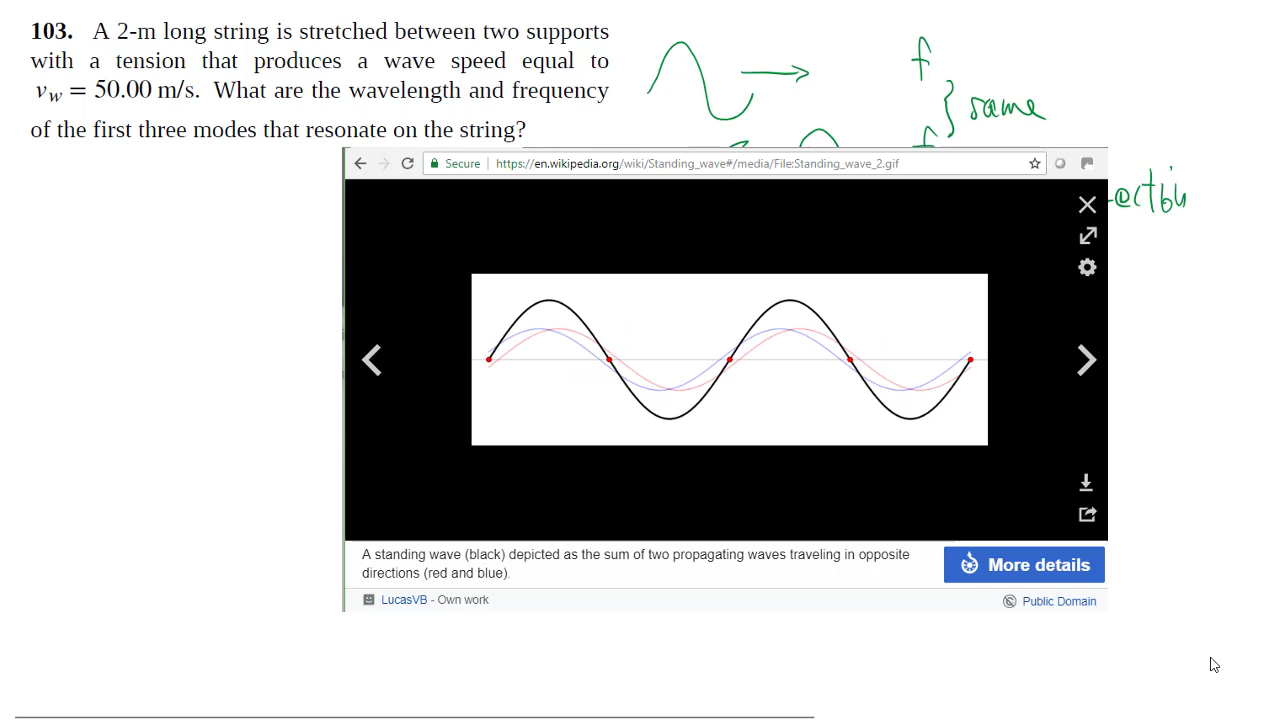 103. A 2-m long string is stretched between two supports
with a tension that produces a wave speed equal to
v_w = 50.00 m/s. What are the wavelength and frequency
of the first three modes that resonate on the string?
f
same
f
Secure https://en.wikipedia.org/wiki/Standing_wave#/media/File:Standing_wave_2.gif
A standing wave (black) depicted as the sum of two propagating waves traveling in opposite
directions (red and blue).
More details
LucasVB - Own work
Public Domain